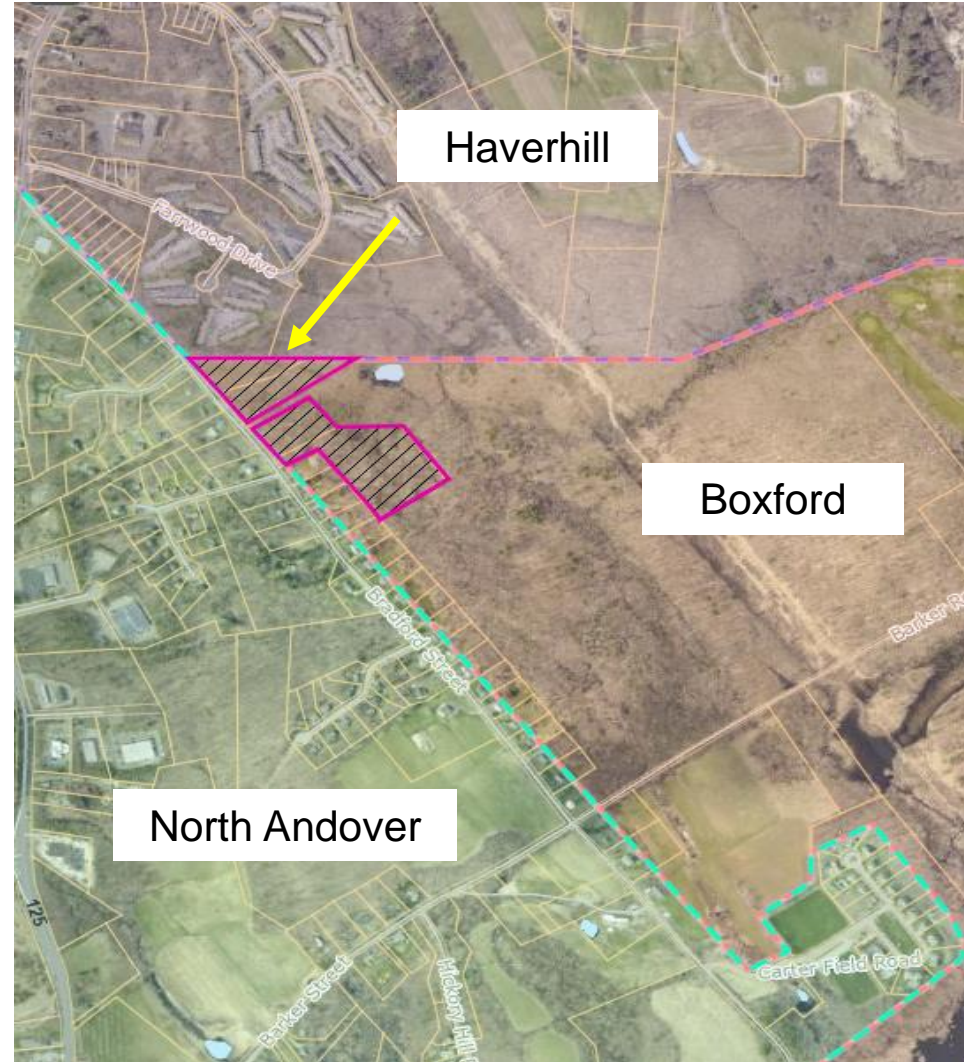 Haverhill
Farrwood Drive
Boxford
Barker
Bradford Street
North Andover
125
Carter Field Road
Barker Street
Hickory Hill